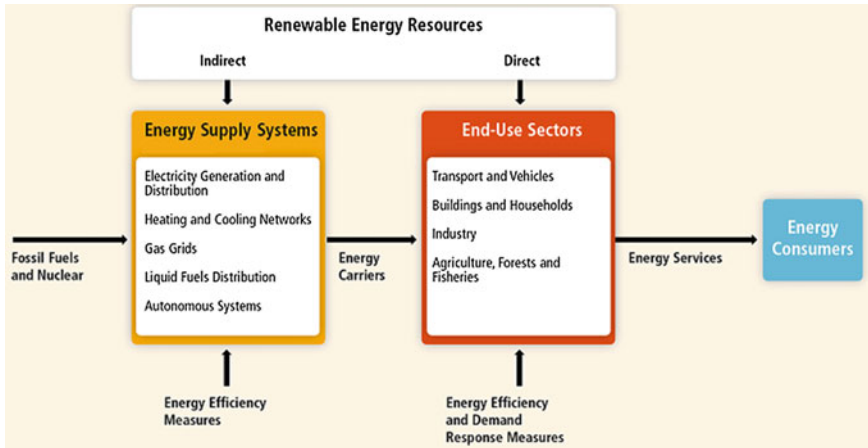 Renewable Energy Resources
Indirect
Direct
Energy Supply Systems
Electricity Generation and
Distribution
Heating and Cooling Networks
Gas Grids
Liquid Fuels Distribution
Autonomous Systems
End-Use Sectors
Transport and Vehicles
Buildings and Households
Industry
Agriculture, Forests and
Fisheries
Fossil Fuels
and Nuclear
Energy
Carriers
Energy Services
Energy
Consumers
Energy Efficiency
Measures
Energy Efficiency
and Demand
Response Measures